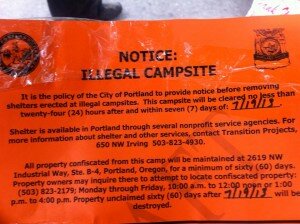 NOTICE:
ILLEGAL CAMPSITE
It is the policy of the City of Portland to provide notice before removing
shelters erected at illegal campsites. This campsite will be cleared no less than
twenty-four (24) hours after and within seven (7) days of: 7/19/13
Shelter is available in Portland through several nonprofit service agencies. For
more information about shelter and other services, contact Transition Projects,
650 NW Irving 503-823-4930.
All property confiscated from this camp will be maintained at 2619 NW
Industrial Way, Ste. B-4, Portland, Oregon, for a minimum of sixty (60) days.
Property owners may inquire there to attempt to locate confiscated property:
(503) 823-2179; Monday through Friday, 10:00 a.m. to 12:00 noon or 1:00
p.m. to 4:00 p.m. Property unclaimed sixty (60) days after 7/19/13 will be
destroyed.